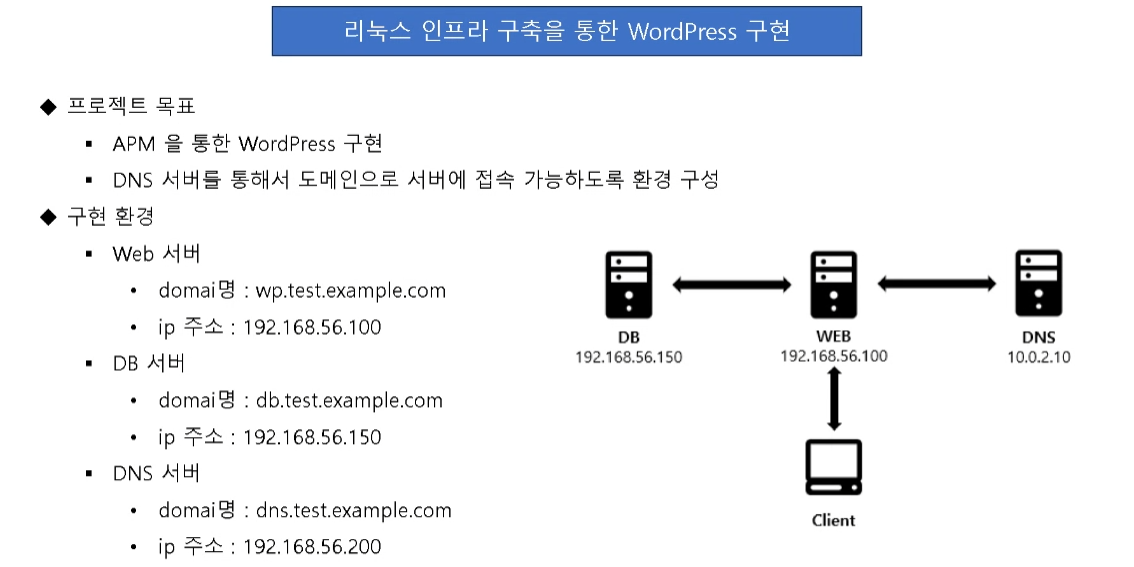 리눅스 인프라 구축을 통한 WordPress 구현
◆ 프로젝트 목표
▪ APM 을 통한 WordPress 구현
▪ DNS 서버를 통해서 도메인으로 서버에 접속 가능하도록 환경 구성
◆ 구현 환경
▪ Web 서버
• domai명 : wp.test.example.com
• ip 주소 : 192.168.56.100
▪ DB 서버
• domai명 : db.test.example.com
• ip 주소 : 192.168.56.150
▪ DNS 서버
• domai명 : dns.test.example.com
• ip 주소 : 192.168.56.200
DB
192.168.56.150
WEB
192.168.56.100
DNS
10.0.2.10
Client